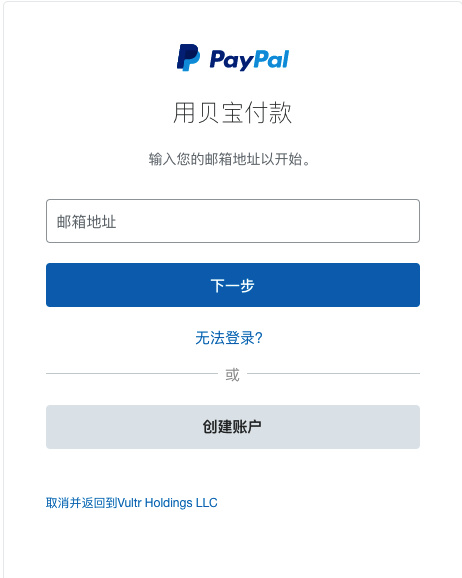 PayPal
用贝宝付款
输入您的邮箱地址以开始。
邮箱地址
下一步
无法登录?
或
创建账户
取消并返回到Vultr Holdings LLC